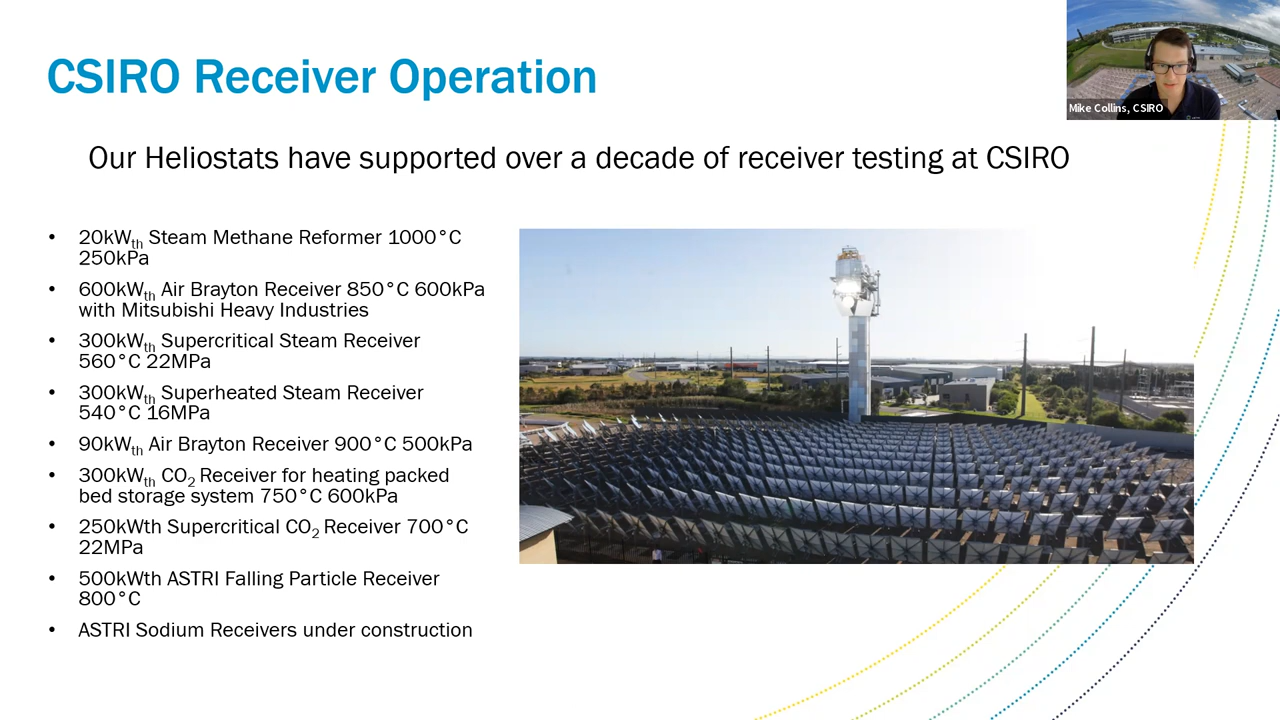 CSIRO Receiver Operation
Mike Collins, CSIRO
Our Heliostats have supported over a decade of receiver testing at CSIRO
• 20kWth Steam Methane Reformer 1000°C
250kPa
• 600kWth Air Brayton Receiver 850°C 600kPa
with Mitsubishi Heavy Industries
• 300kWth Supercritical Steam Receiver
560°C 22MPa
• 300kWth Superheated Steam Receiver
540°C 16MPa
• 90kWth Air Brayton Receiver 900°C 500kPa
• 300kWth CO2 Receiver for heating packed
bed storage system 750°C 600kPa
• 250kWth Supercritical CO2 Receiver 700°C
22MPa
• 500kWth ASTRI Falling Particle Receiver
800°C
• ASTRI Sodium Receivers under construction